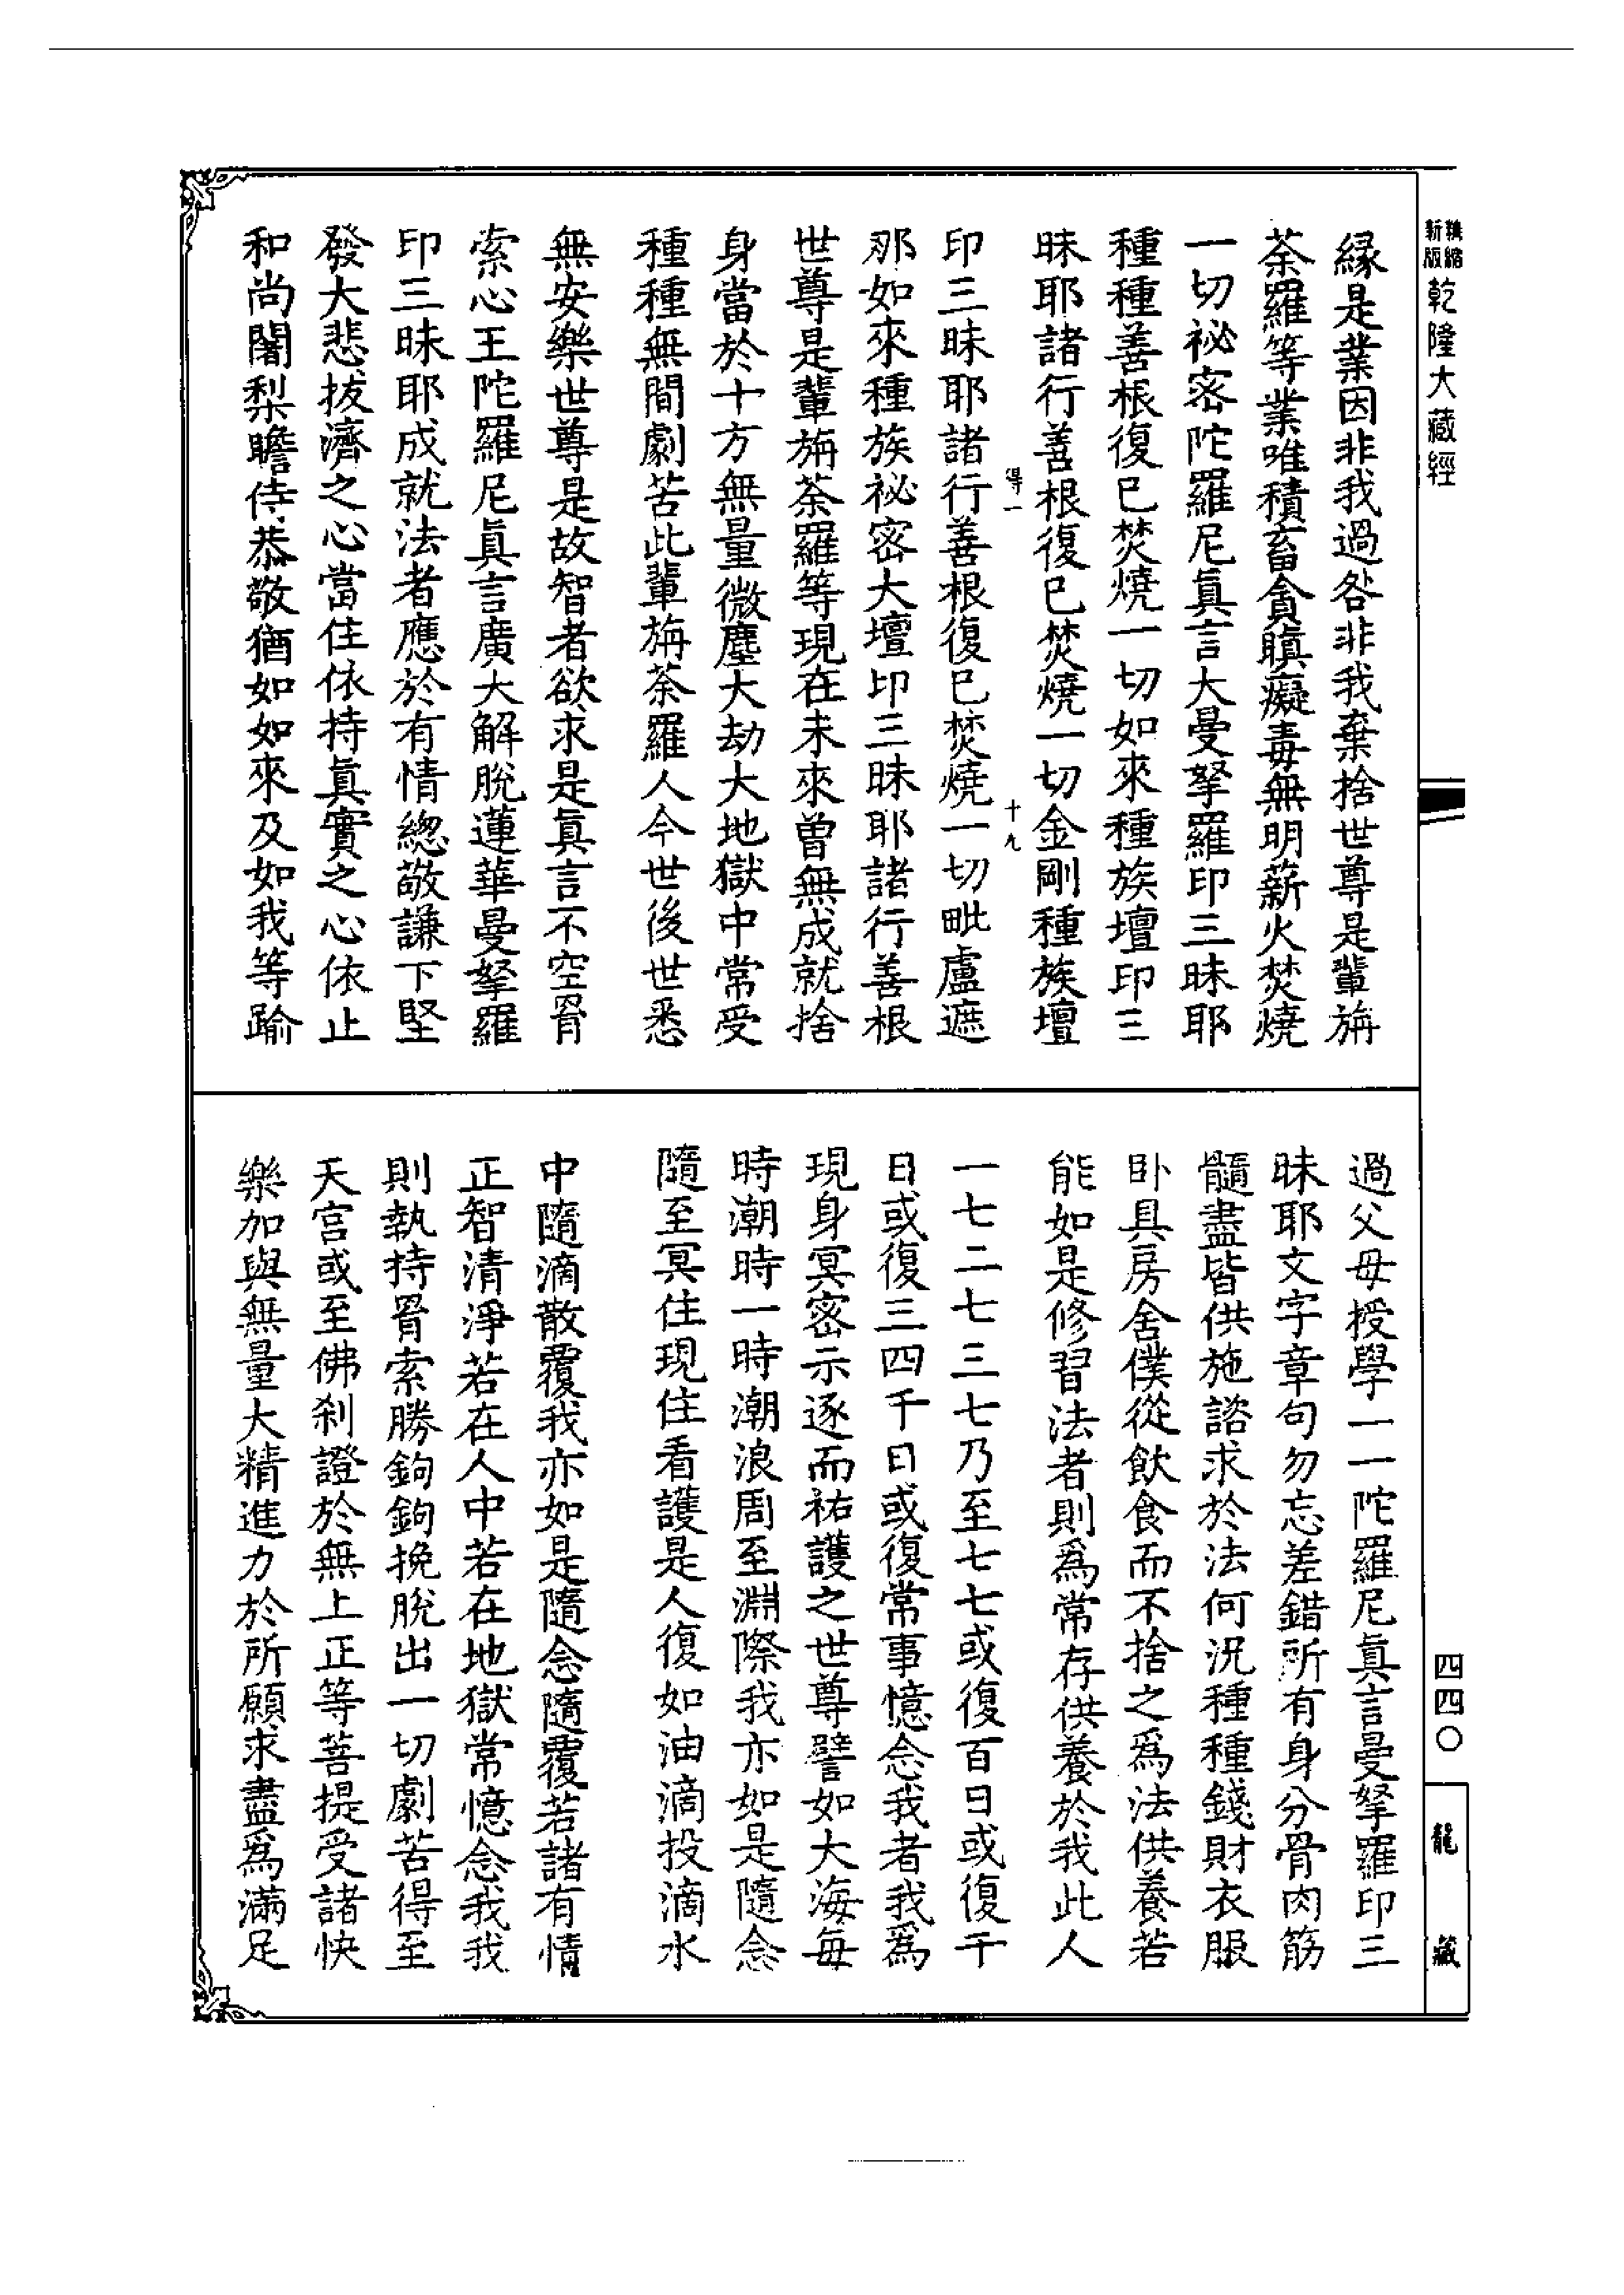 精縮新版乾隆大藏經
緣是業因非我過咎非我棄捨世尊是輩旃
荼羅等業唯積畜貪瞋癡毒無明薪火焚燒
一切祕密陀羅尼眞言大曼拏羅印三昧耶
種種善根復巳焚燒一切如來種族壇印三
昧耶諸行善根復巳焚燒一切金剛種族壇
得一
十九
印三昧耶諸行善根復巳焚燒一切毗盧遮
那如來種族祕密大壇印三昧耶諸行善根
世尊是輩旃荼羅等現在未來曾無成就捨
身當於十方無量微塵大劫大地獄中常受
種種無間劇苦此輩旃荼羅人今世後世悉
無安樂世尊是故智者欲求是眞言不空罥
索心王陀羅尼眞言廣大解脫蓮華曼拏羅
印三昧耶成就法者應於有情總敬謙下堅
發大悲拔濟之心當住依持眞實之心依止
和尚闍梨瞻侍恭敬猶如如來及如我等踰
過父母授學一一陀羅尼眞言曼拏羅印三
昧耶文字章句勿忘差錯所有身分骨肉筋
髓盡皆供施諮求於法何況種種錢財衣服
卧具房舍僕從飲食而不捨之爲法供養若
能如是修習法者則爲常存供養於我此人
一七二七三七乃至七七或復百日或復千
日或復三四千日或復常事憶念我者我爲
現身冥密示逐而祐護之世尊譬如大海每
時潮時一時潮浪周至淵際我亦如是隨念
隨至冥住現住看護是人復如油滴投滴水
中隨滴散覆我亦如是隨念隨覆若諸有情
正智清淨若在人中若在地獄常憶念我我
則執持罥索勝鉤鉤挽脫出一切劇苦得至
天宮或至佛刹證於無上正等菩提受諸快
樂加與無量大精進力於所願求盡爲滿足
四四〇
龍藏